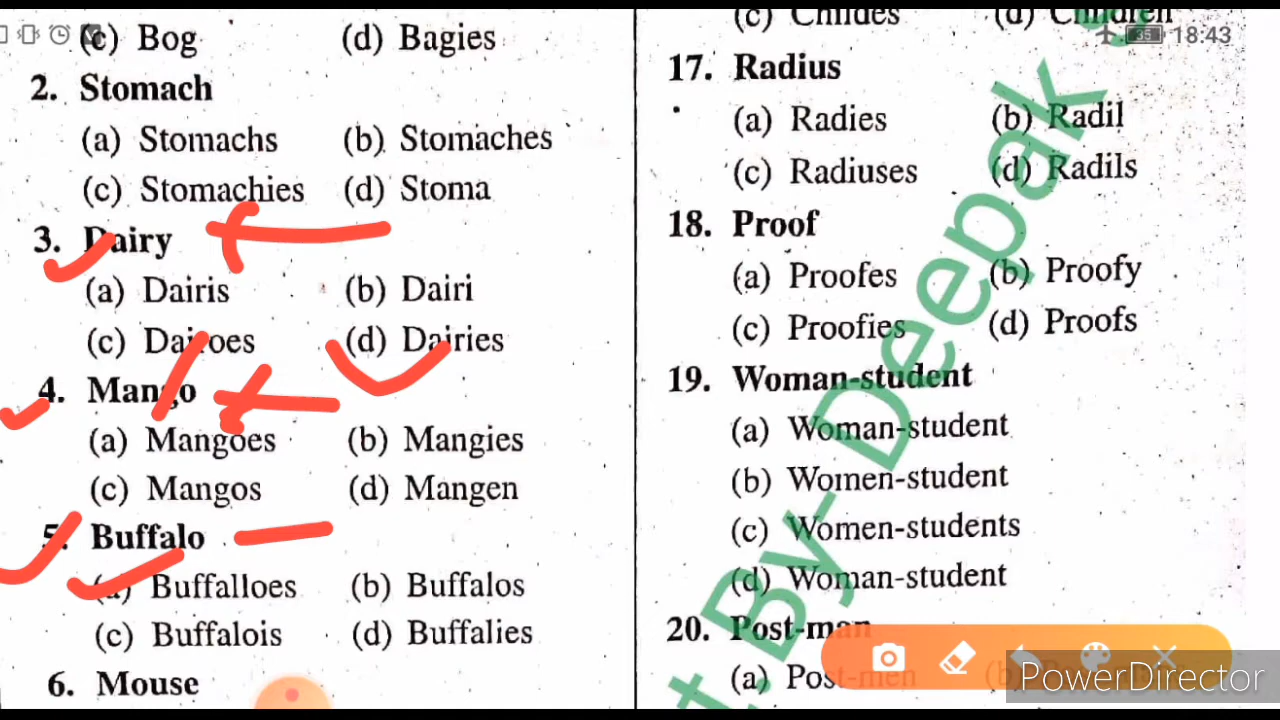 (c) Bog (d) Bagies
2. Stomach
(a) Stomachs (b) Stomaches
(c) Stomachies (d) Stoma
3. Dairy
(a) Dairis (b) Dairi
(c) Dairoes (d) Dairies
4. Mango
(a) Mangoes (b) Mangies
(c) Mangos (d) Mangen
5. Buffalo
(a) Buffalloes (b) Buffalos
(c) Buffalois (d) Buffalies
6. Mouse
(c) Childes (d) Children
35 18:43
17. Radius
(a) Radies (b) Radil
(c) Radiuses (d) Radils
18. Proof
(a) Proofes (b) Proofy
(c) Proofies (d) Proofs
19. Woman-student
(a) Woman-student
(b) Women-student
(c) Women-students
(d) Woman-student
20. Post-man
(a) Post-men (b)
By- Deepak
PowerDirector